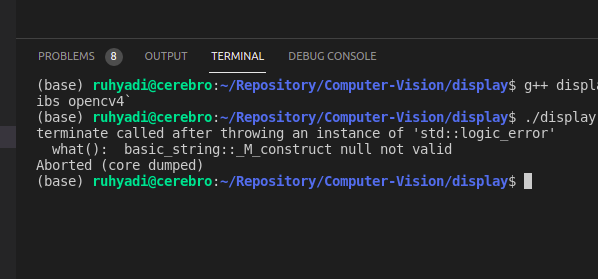 PROBLEMS 8 OUTPUT TERMINAL DEBUG CONSOLE
(base) ruhyadi@cerebro:~/Repository/Computer-Vision/display$ g++ displa
ibs opencv4`
(base) ruhyadi@cerebro:~/Repository/Computer-Vision/display$ ./display
terminate called after throwing an instance of 'std::logic_error'
  what():  basic_string::_M_construct null not valid
Aborted (core dumped)
(base) ruhyadi@cerebro:~/Repository/Computer-Vision/display$